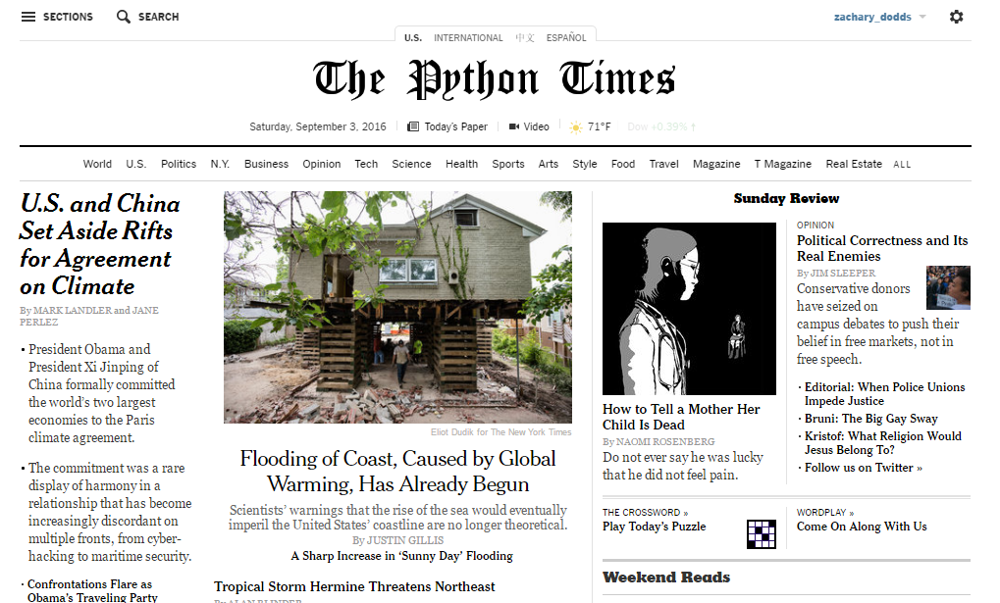 SECTIONS SEARCH zachary_dodds
U.S. INTERNATIONAL 中文 ESPAÑOL
The Python Times
Saturday, September 3, 2016 Today's Paper Video 71°F Dow +0.39% ↑
World U.S. Politics N.Y. Business Opinion Tech Science Health Sports Arts Style Food Travel Magazine T Magazine Real Estate ALL
U.S. and China
Set Aside Rifts
for Agreement
on Climate
By MARK LANDLER and JANE
PERLEZ
• President Obama and
President Xi Jinping of
China formally committed
the world's two largest
economies to the Paris
climate agreement.
• The commitment was a rare
display of harmony in a
relationship that has become
increasingly discordant on
multiple fronts, from cyber-
hacking to maritime security.
• Confrontations Flare as
Obama's Traveling Party
Eliot Dudik for The New York Times
Flooding of Coast, Caused by Global
Warming, Has Already Begun
Scientists' warnings that the rise of the sea would eventually
imperil the United States' coastline are no longer theoretical.
By JUSTIN GILLIS
A Sharp Increase in 'Sunny Day' Flooding
Tropical Storm Hermine Threatens Northeast
By ALAN BLINDER
Sunday Review
How to Tell a Mother Her
Child Is Dead
By NAOMI ROSENBERG
Do not ever say he was lucky
that he did not feel pain.
OPINION
Political Correctness and Its
Real Enemies
By JIM SLEEPER
Conservative donors
have seized on
campus debates to push their
belief in free markets, not in
free speech.
· Editorial: When Police Unions
Impede Justice
· Bruni: The Big Gay Sway
· Kristof: What Religion Would
Jesus Belong To?
· Follow us on Twitter »
THE CROSSWORD »
Play Today's Puzzle
WORDPLAY »
Come On Along With Us
Weekend Reads